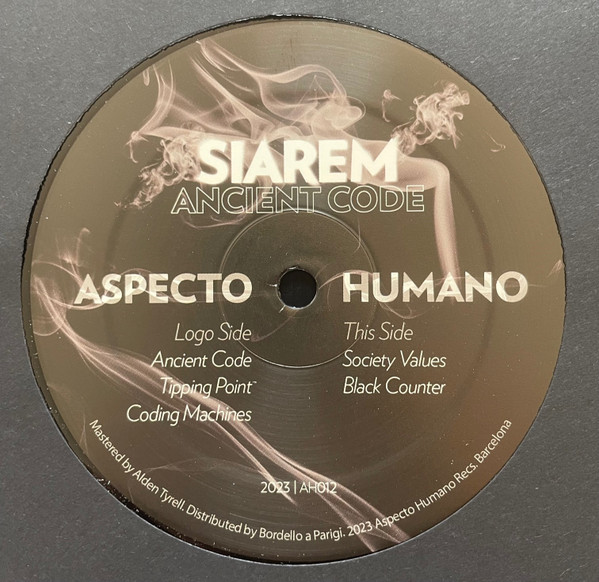 SIAREM
ANCIENT CODE
ASPECTO HUMANO
Logo Side
Ancient Code
Tipping Point
Coding Machines
This Side
Society Values
Black Counter
2023 | AH012
Mastered by Alden Tyrell. Distributed by Bordello a Parigi. 2023 Aspecto Humano Recs. Barcelona